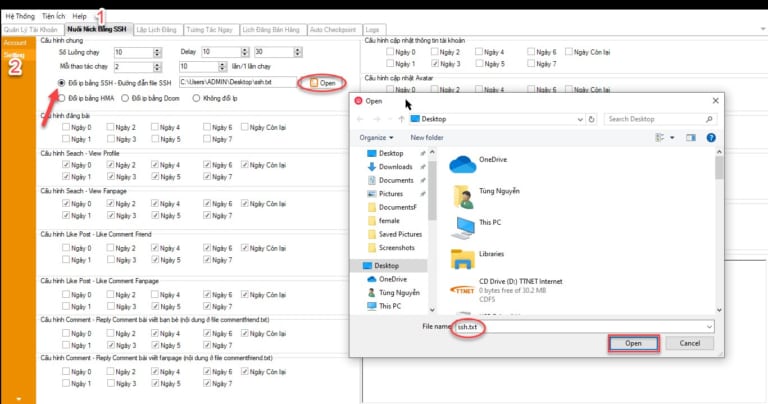 Hệ Thống Tiện Ích Help 1
Quản Lý Tài Khoản Nuôi Nick Bằng SSH Lập Lich Đăng Tương Tác Ngay Lịch Đăng Bán Hàng Auto Checkpoint Logs
Account
Setting
2
Cấu hình chung
Số Luồng chạy 10 Delay 10 30
Mỗi thao tác chạy 2 10 lần/1 lần chạy
Đổi ip bằng SSH - Đường dẫn file SSH C:\Users\ADMIN\Desktop\ssh.txt Open
Đổi ip bằng HMA Đổi ip bằng Dcom Không đổi Ip
Cấu hình đăng bài
Ngày 0 Ngày 2 Ngày 4 Ngày 6 Ngày Còn lại
Ngày 1 Ngày 3 Ngày 5 Ngày 7
Cấu hình Seach - View Profile
Ngày 0 Ngày 2 Ngày 4 Ngày 6 Ngày Còn lại
Ngày 1 Ngày 3 Ngày 5 Ngày 7
Cấu hình Seach - View Fanpage
Ngày 0 Ngày 2 Ngày 4 Ngày 6 Ngày Còn lại
Ngày 1 Ngày 3 Ngày 5 Ngày 7
Cấu hình Like Post - Like Comment Friend
Ngày 0 Ngày 2 Ngày 4 Ngày 6 Ngày Còn lại
Ngày 1 Ngày 3 Ngày 5 Ngày 7
Cấu hình Like Post - Like Comment Fanpage
Ngày 0 Ngày 2 Ngày 4 Ngày 6 Ngày Còn lại
Ngày 1 Ngày 3 Ngày 5 Ngày 7
Cấu hình Comment - Reply Comment bài viết bạn bè (nội dung ở file commentfriend.txt)
Ngày 0 Ngày 2 Ngày 4 Ngày 6 Ngày Còn lại
Ngày 1 Ngày 3 Ngày 5 Ngày 7
Cấu hình Comment - Reply Comment bài viết fanpage (nội dung ở file commentfriend.txt)
Ngày 0 Ngày 2 Ngày 4 Ngày 6 Ngày Còn lại
Ngày 1 Ngày 3 Ngày 5 Ngày 7
Cấu hình cập nhật thông tin tài khoản
Ngày 0 Ngày 2 Ngày 4 Ngày 6 Ngày Còn lại
Ngày 1 Ngày 3 Ngày 5 Ngày 7
Cấu hình cập nhật Avatar
Open
Desktop Search Desktop
Organize New folder
Desktop
Downloads
Documents
Pictures
DocumentsF
female
Saved Pictures
Screenshots
Desktop
OneDrive
Tùng Nguyễn
This PC
OneDrive
Tùng Nguyễn
This PC
Libraries
CD Drive (D:) TTNET Internet
TTNET 0 bytes free of 30.2 MB
CDFS
File name: ssh.txt
Open Cancel